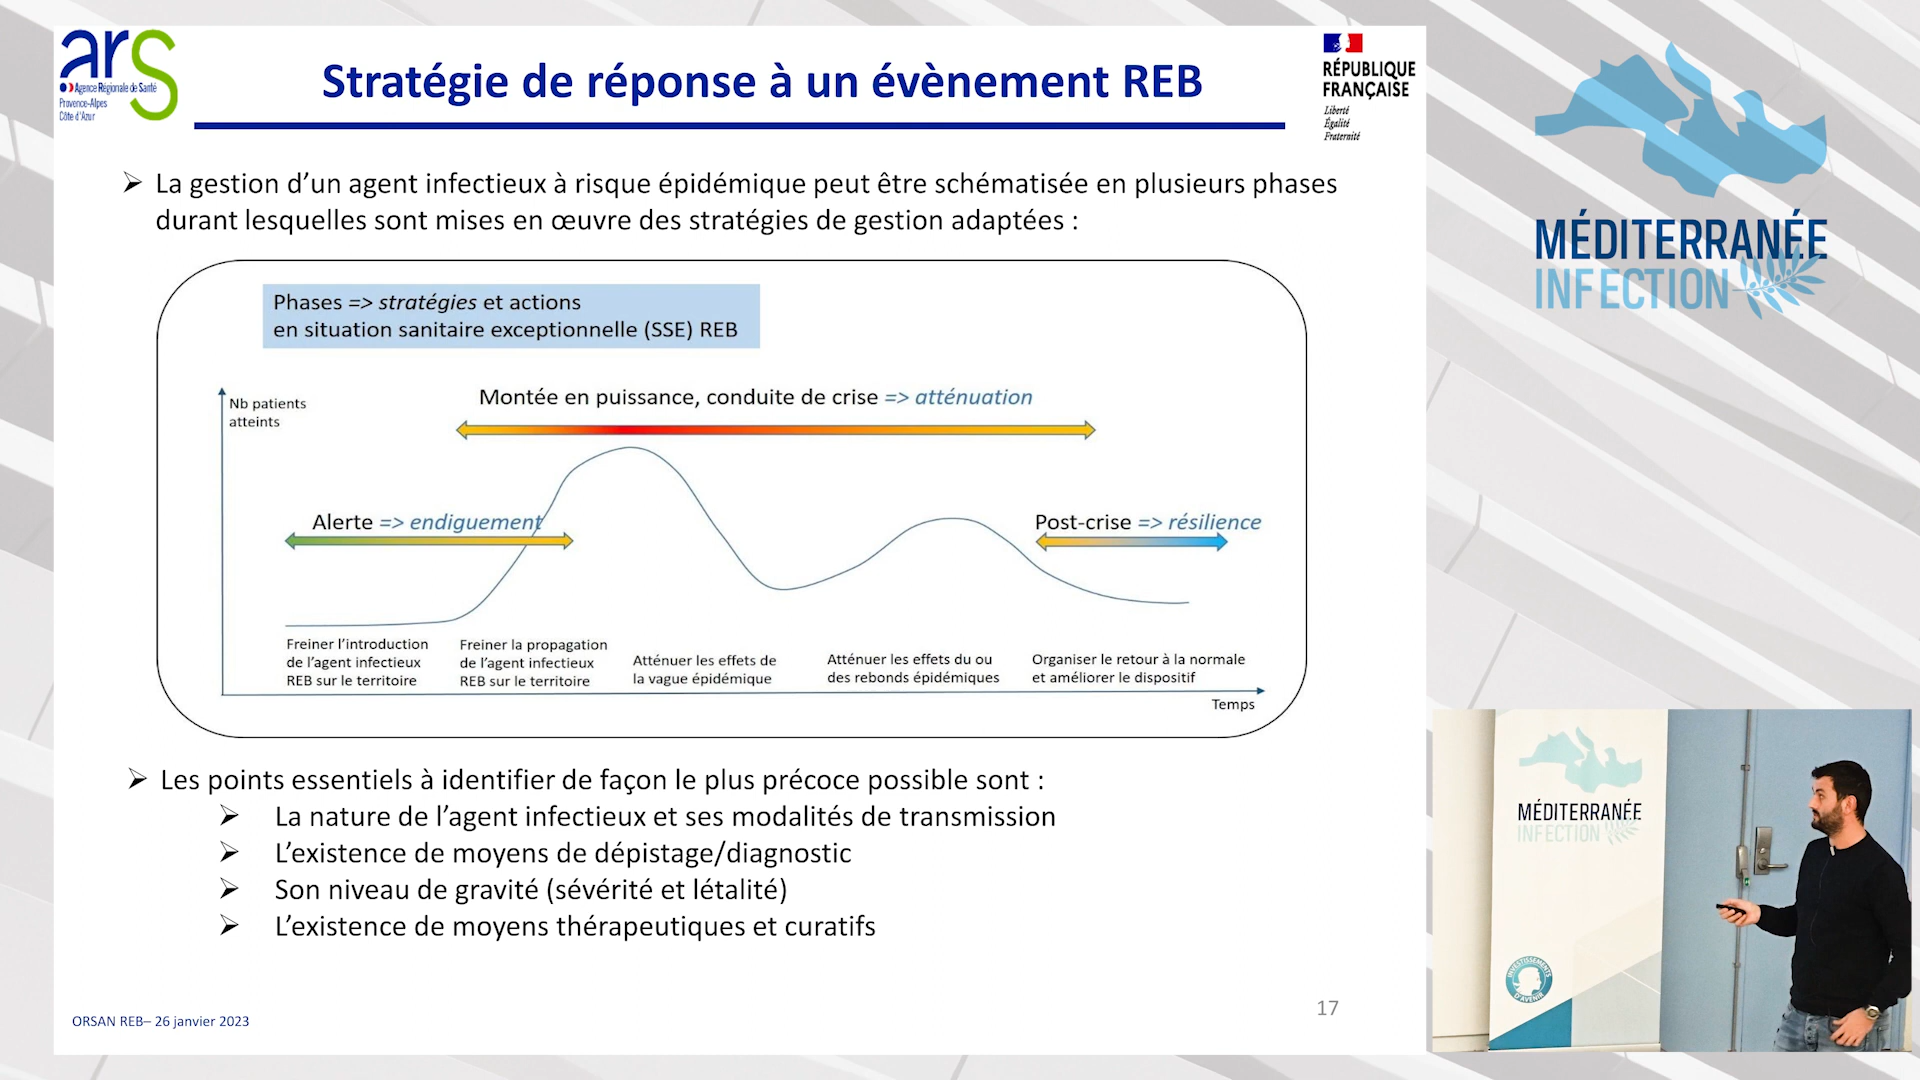 ars
Agence Régionale de Santé
Provence-Alpes
Côte d'Azur
Stratégie de réponse à un évènement REB
RÉPUBLIQUE
FRANÇAISE
Liberté
Égalité
Fraternité
➢ La gestion d'un agent infectieux à risque épidémique peut être schématisée en plusieurs phases
durant lesquelles sont mises en œuvre des stratégies de gestion adaptées :
Phases => stratégies et actions
en situation sanitaire exceptionnelle (SSE) REB
Nb patients
atteints
Montée en puissance, conduite de crise => atténuation
Alerte => endiguement
Post-crise => résilience
Freiner l'introduction
de l'agent infectieux
REB sur le territoire
Freiner la propagation
de l'agent infectieux
REB sur le territoire
Atténuer les effets de
la vague épidémique
Atténuer les effets du ou
des rebonds épidémiques
Organiser le retour à la normale
et améliorer le dispositif
Temps
➢ Les points essentiels à identifier de façon le plus précoce possible sont :
➢ La nature de l'agent infectieux et ses modalités de transmission
➢ L'existence de moyens de dépistage/diagnostic
➢ Son niveau de gravité (sévérité et létalité)
➢ L'existence de moyens thérapeutiques et curatifs
ORSAN REB– 26 janvier 2023
17
MÉDITERRANÉE
INFECTION
MÉDITERRANÉE
INFECTION
INVESTISSEMENTS
D'AVENIR